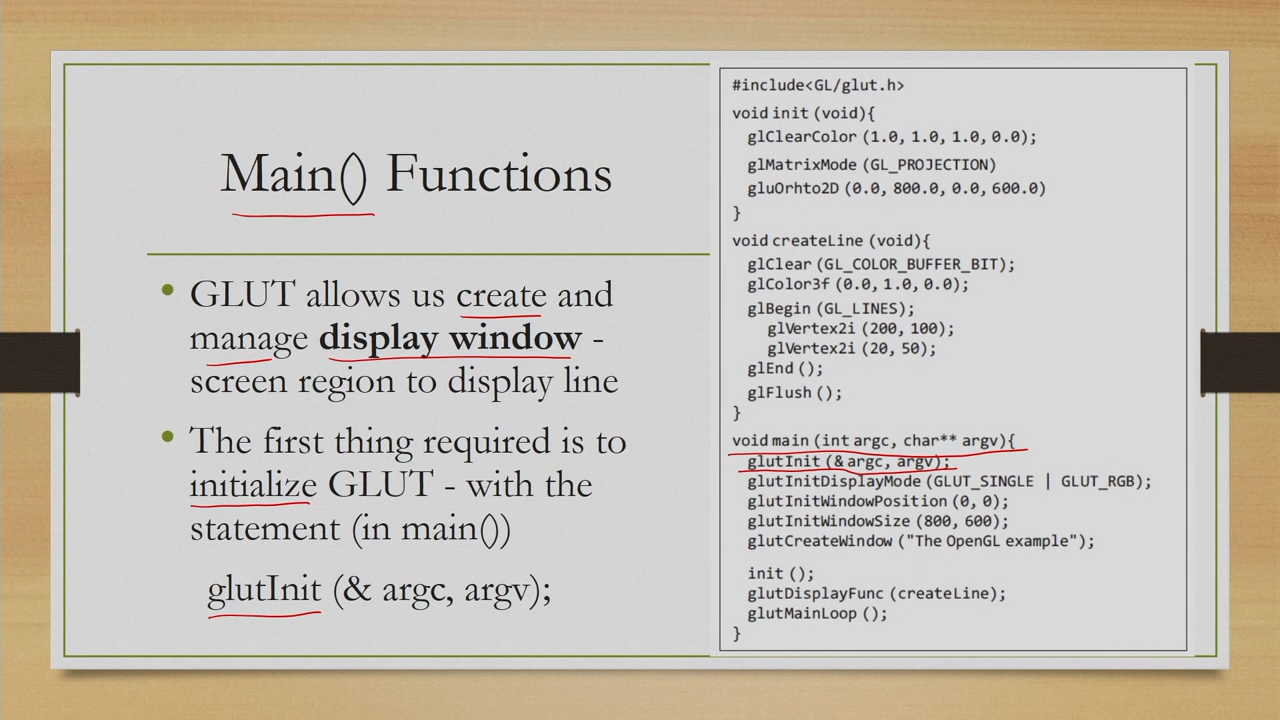 Main() Functions
GLUT allows us create and
manage display window -
screen region to display line
The first thing required is to
initialize GLUT - with the
statement (in main())
glutInit (& argc, argv);
#include<GL/glut.h>
void init (void){
glClearColor (1.0, 1.0, 1.0, 0.0);
glMatrixMode (GL_PROJECTION)
gluOrhto2D (0.0, 800.0, 0.0, 600.0)
}
void createLine (void){
glClear (GL_COLOR_BUFFER_BIT);
glColor3f (0.0, 1.0, 0.0);
glBegin (GL_LINES);
glVertex2i (200, 100);
glVertex2i (20, 50);
glEnd ();
glFlush ();
}
void main (int argc, char** argv){
glutInit (& argc, argv);
glutInitDisplayMode (GLUT_SINGLE | GLUT_RGB);
glutInitWindowPosition (0, 0);
glutInitWindowSize (800, 600);
glutCreateWindow ("The OpenGL example");
init ();
glutDisplayFunc (createLine);
glutMainLoop ();
}